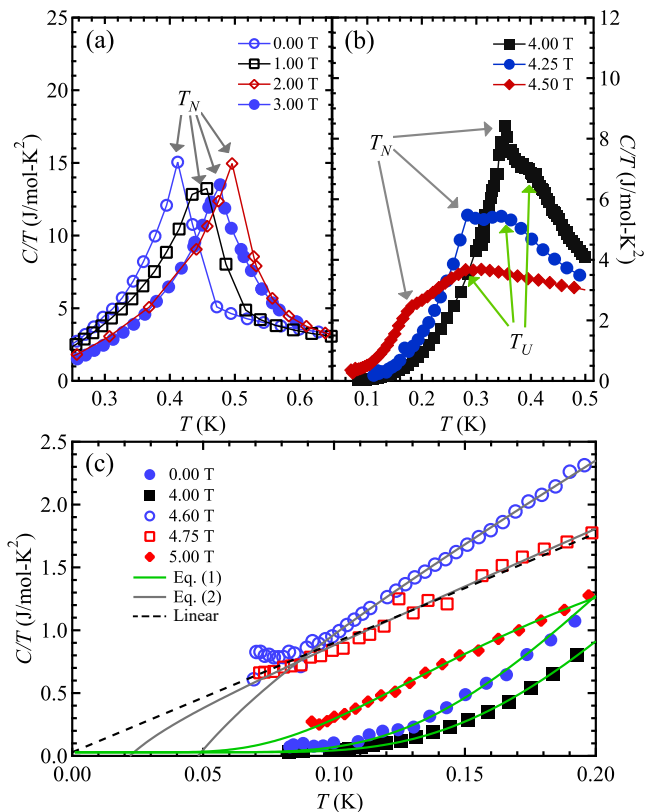 (a)
0.00 T
1.00 T
2.00 T
3.00 T
T_N
C/T (J/mol-K²)
25
20
15
10
5
0
0.3
0.4
0.5
0.6
T (K)
(b)
4.00 T
4.25 T
4.50 T
T_N
T_U
C/T (J/mol-K²)
12
10
8
6
4
2
0
0.1
0.2
0.3
0.4
0.5
T (K)
(c)
0.00 T
4.00 T
4.60 T
4.75 T
5.00 T
Eq. (1)
Eq. (2)
Linear
C/T (J/mol-K²)
2.5
2.0
1.5
1.0
0.5
0.0
0.00
0.05
0.10
0.15
0.20
T (K)